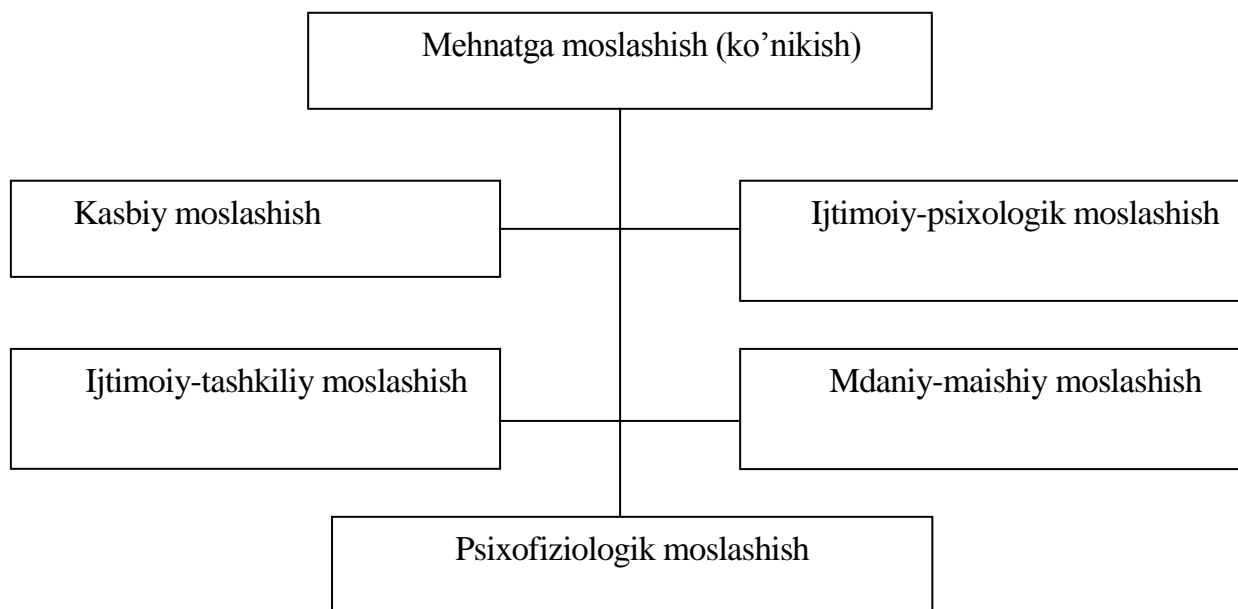 Mehnatga moslashish (ko’nikish)
Kasbiy moslashish
Ijtimoiy-psixologik moslashish
Ijtimoiy-tashkiliy moslashish
Mdaniy-maishiy moslashish
Psixofiziologik moslashish